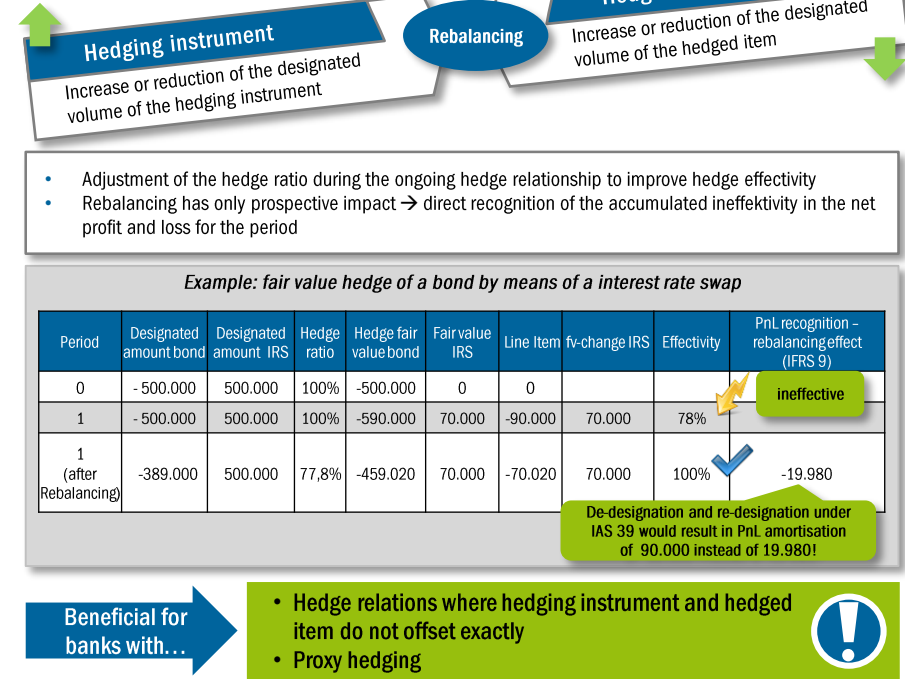 Hedging instrument
Increase or reduction of the designated
volume of the hedging instrument
Rebalancing
Increase or reduction of the designated
volume of the hedged item
• Adjustment of the hedge ratio during the ongoing hedge relationship to improve hedge effectivity
• Rebalancing has only prospective impact → direct recognition of the accumulated ineffektivity in the net
profit and loss for the period
Example: fair value hedge of a bond by means of a interest rate swap
Period Designated amount bond Designated amount IRS Hedge ratio Hedge fair value bond Fair value IRS Line Item fv-change IRS Effectivity PnL recognition – rebalancing effect (IFRS 9)
0 - 500.000 500.000 100% -500.000 0 0
ineffective
1 - 500.000 500.000 100% -590.000 70.000 -90.000 70.000 78%
1 (after Rebalancing) -389.000 500.000 77,8% -459.020 70.000 -70.020 70.000 100% -19.980
De-designation and re-designation under
IAS 39 would result in PnL amortisation
of 90.000 instead of 19.980!
Beneficial for
banks with...
• Hedge relations where hedging instrument and hedged
item do not offset exactly
• Proxy hedging